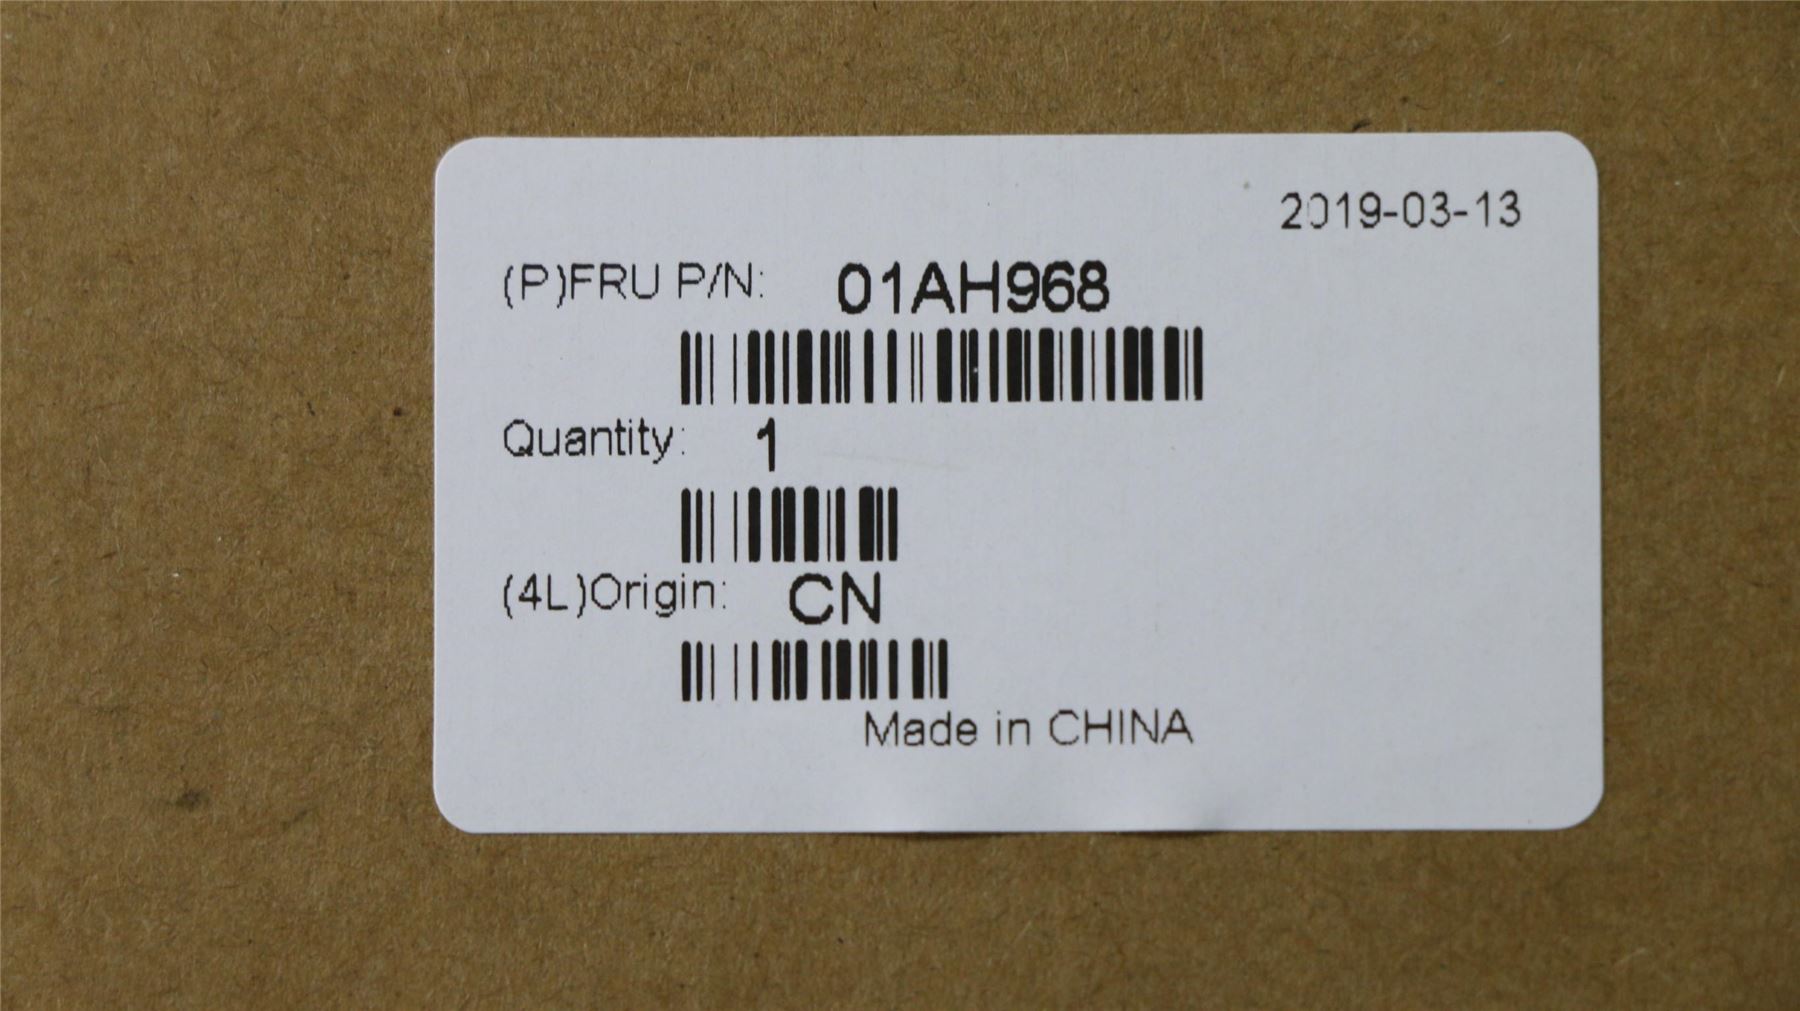 2019-03-13
(P)FRU P/N: 01AH968
Quantity: 1
(4L)Origin: CN
Made in CHINA